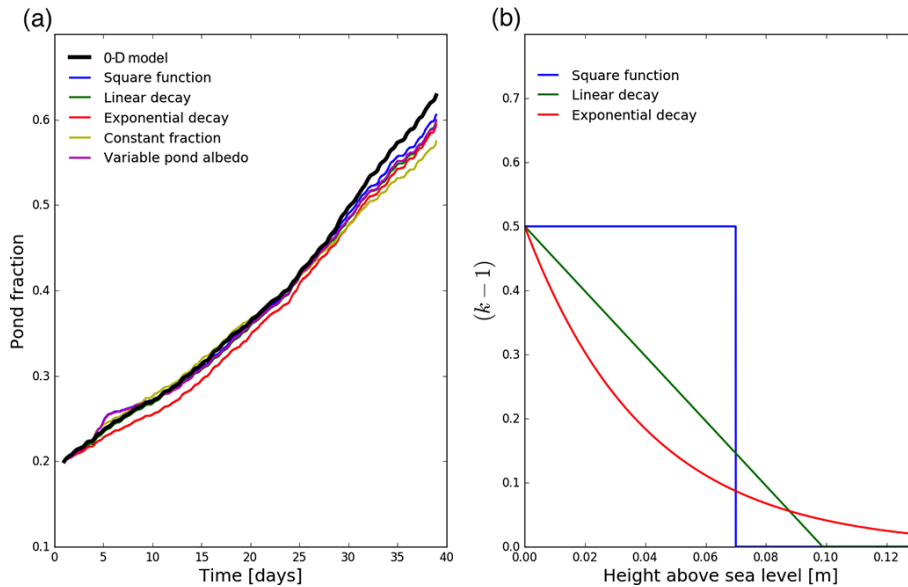 (a)
0-D model
Square function
Linear decay
Exponential decay
Constant fraction
Variable pond albedo
Pond fraction
0.6
0.5
0.4
0.3
0.2
0.1
0 5 10 15 20 25 30 35 40
Time [days]
(b)
Square function
Linear decay
Exponential decay
(k − 1)
0.7
0.6
0.5
0.4
0.3
0.2
0.1
0.0
0.00 0.02 0.04 0.06 0.08 0.10 0.12
Height above sea level [m]